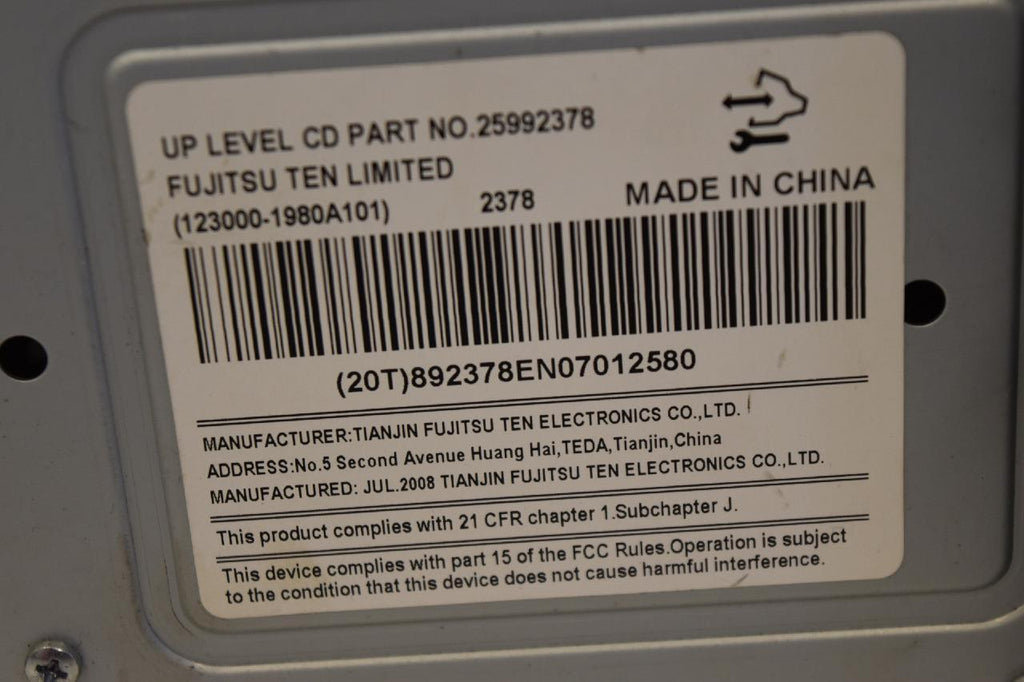 UP LEVEL CD PART NO.25992378
FUJITSU TEN LIMITED
(123000-1980A101) 2378 MADE IN CHINA
(20T)892378EN07012580
MANUFACTURER:TIANJIN FUJITSU TEN ELECTRONICS CO.,LTD.
ADDRESS:No.5 Second Avenue Huang Hai,TEDA,Tianjin,China
MANUFACTURED: JUL.2008 TIANJIN FUJITSU TEN ELECTRONICS CO.,LTD.
This product complies with 21 CFR chapter 1.Subchapter J.
This device complies with part 15 of the FCC Rules.Operation is subject
to the condition that this device does not cause harmful interference.